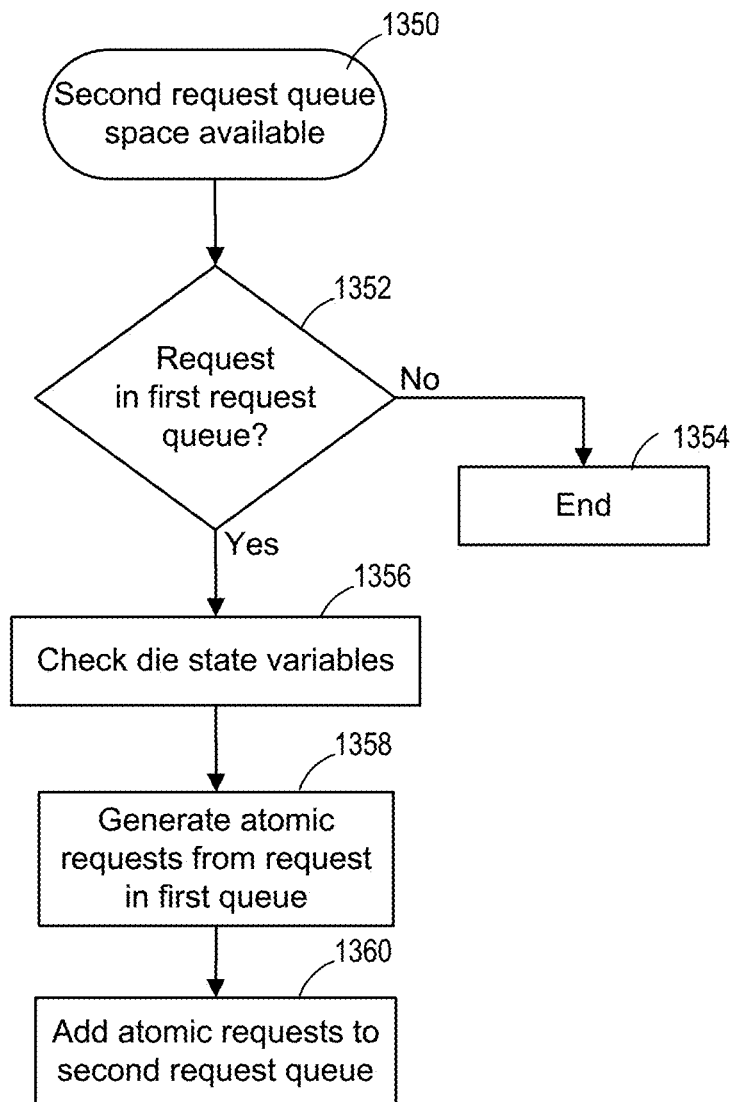 1350
Second request queue
space available
1352
Request
in first request
queue?
No
1354
End
Yes
1356
Check die state variables
1358
Generate atomic
requests from request
in first queue
1360
Add atomic requests to
second request queue